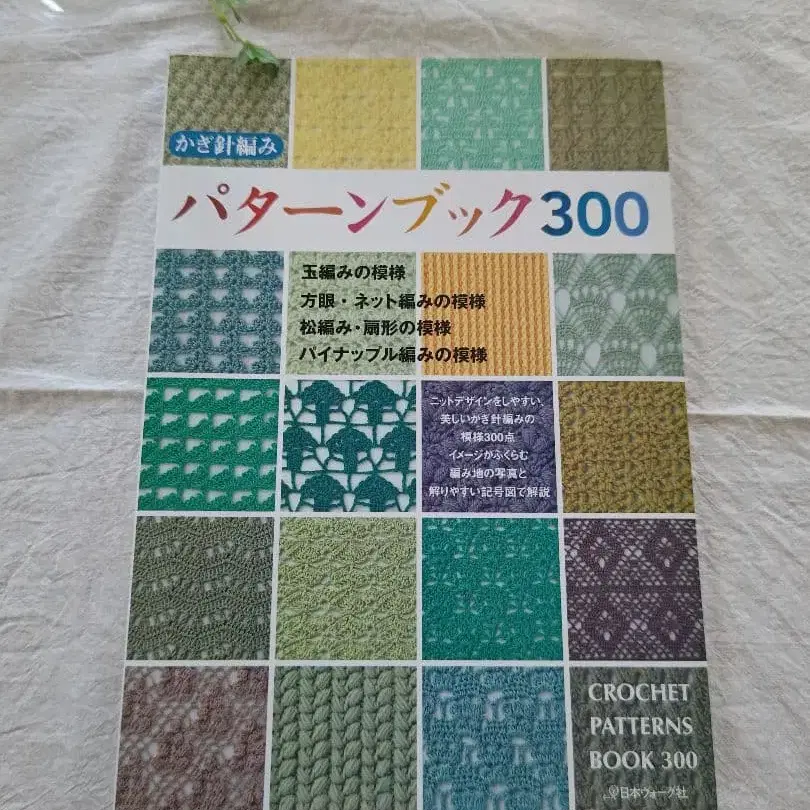 かぎ針編み
パターンブック300
玉編みの模様
方眼・ネット編みの模様
松編み・扇形の模様
パイナップル編みの模様
ニットデザインをしやすい、
美しいかぎ針編みの
模様300点
イメージがふくらむ
編み地の写真と
解りやすい記号図で解説
CROCHET
PATTERNS
BOOK 300
日本ヴォーグ社